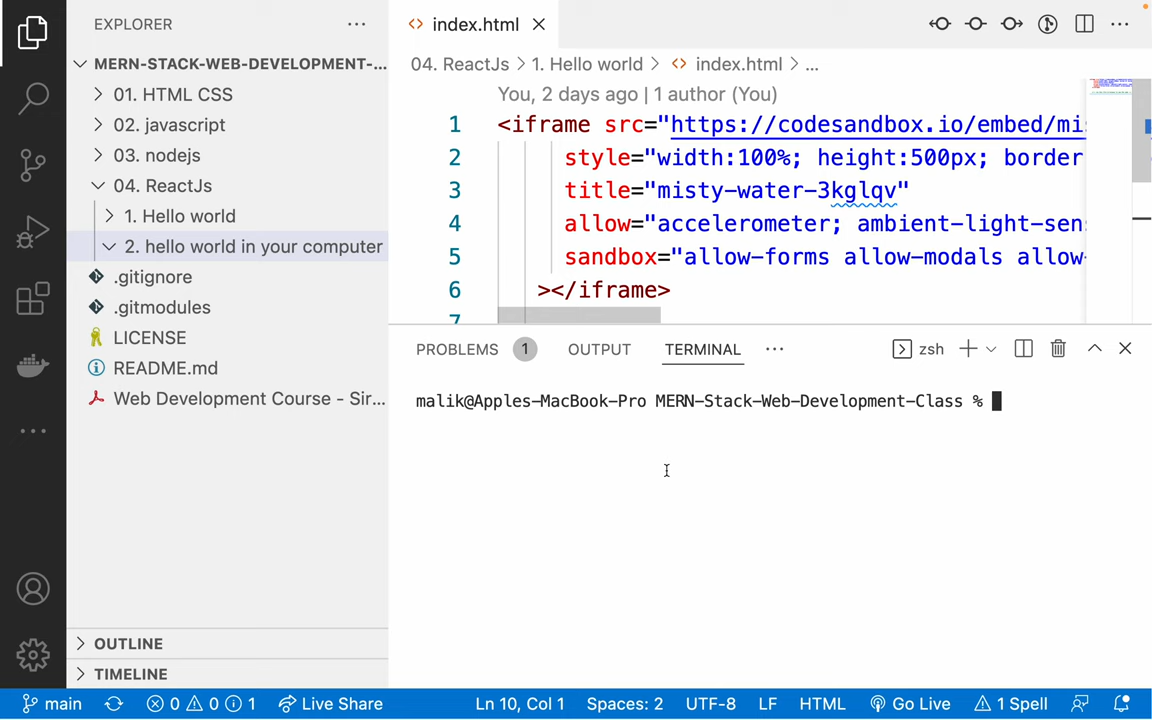 EXPLORER
MERN-STACK-WEB-DEVELOPMENT-...
01. HTML CSS
02. javascript
03. nodejs
04. ReactJs
1. Hello world
2. hello world in your computer
.gitignore
.gitmodules
LICENSE
README.md
Web Development Course - Sir...
OUTLINE
TIMELINE
index.html
04. ReactJs > 1. Hello world > index.html > ...
You, 2 days ago | 1 author (You)
1 <iframe src="https://codesandbox.io/embed/mis
2 style="width:100%; height:500px; border
3 title="misty-water-3kglqv"
4 allow="accelerometer; ambient-light-sens
5 sandbox="allow-forms allow-modals allow-
6 ></iframe>
7
PROBLEMS 1 OUTPUT TERMINAL ... zsh
malik@Apples-MacBook-Pro MERN-Stack-Web-Development-Class %
main 0 0 1 Live Share Ln 10, Col 1 Spaces: 2 UTF-8 LF HTML Go Live 1 Spell